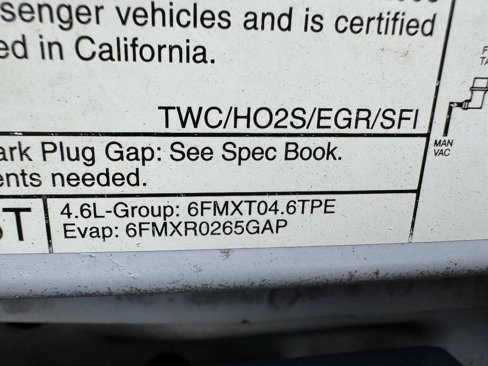 senger vehicles and is certified
ed in California.
TWC/HO2S/EGR/SFI
ark Plug Gap: See Spec Book.
ents needed.
MAN
VAC
ST
4.6L-Group: 6FMXT04.6TPE
Evap: 6FMXR0265GAP